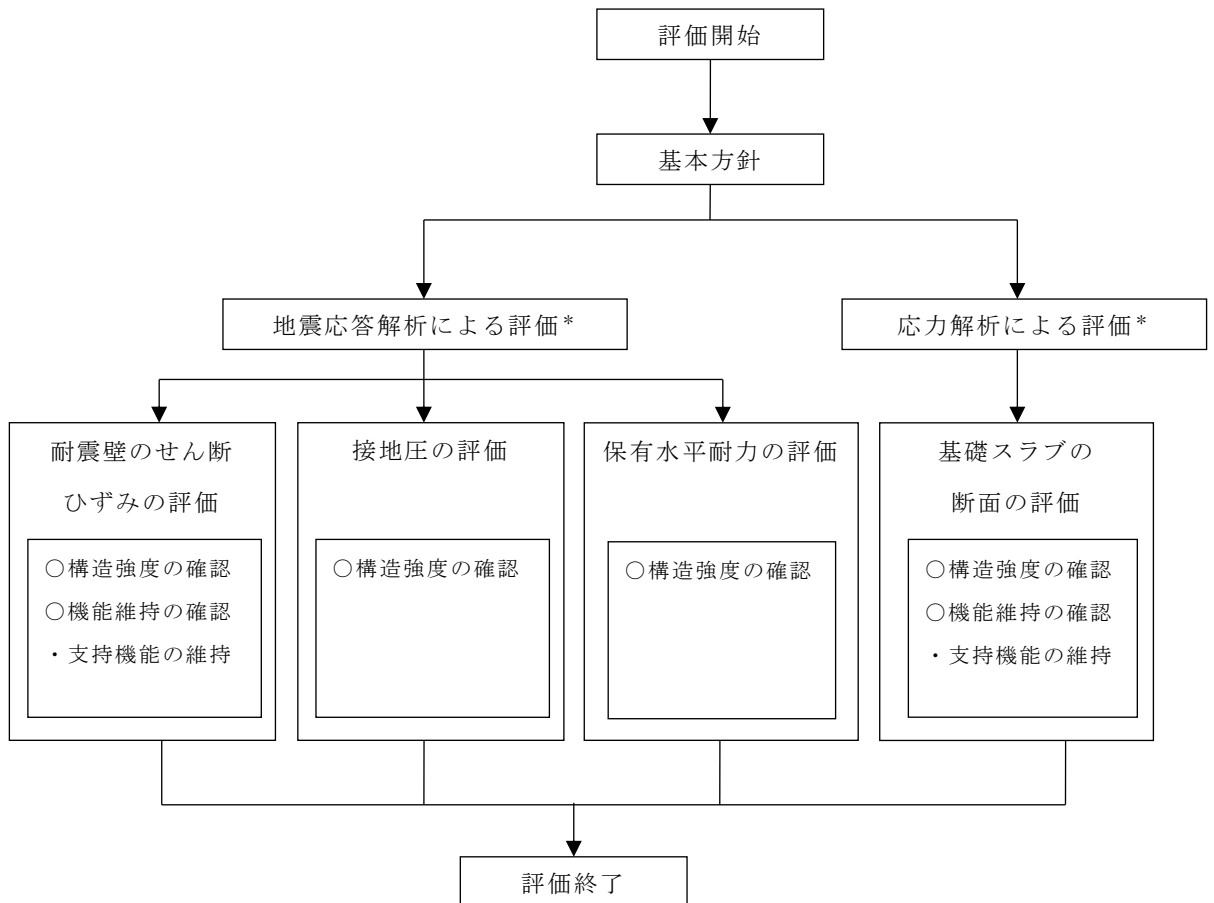 評価開始
基本方針
地震応答解析による評価*
応力解析による評価*
耐震壁のせん断
ひずみの評価
○構造強度の確認
○機能維持の確認
・支持機能の維持
接地圧の評価
○構造強度の確認
保有水平耐力の評価
○構造強度の確認
基礎スラブの
断面の評価
○構造強度の確認
○機能維持の確認
・支持機能の維持
評価終了